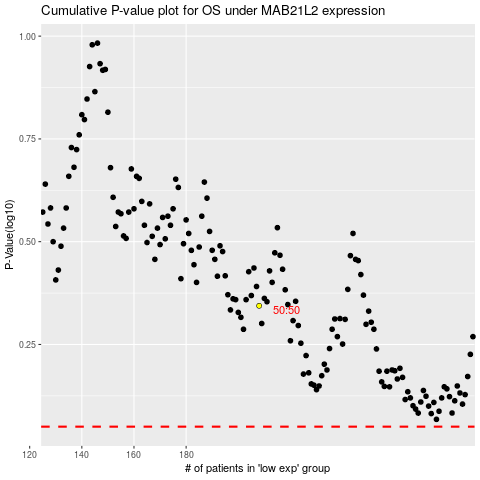 Cumulative P-value plot for OS under MAB21L2 expression
P-Value(log10)
1.00
0.75
0.50
0.25
50:50
120 140 160 180
# of patients in 'low exp' group